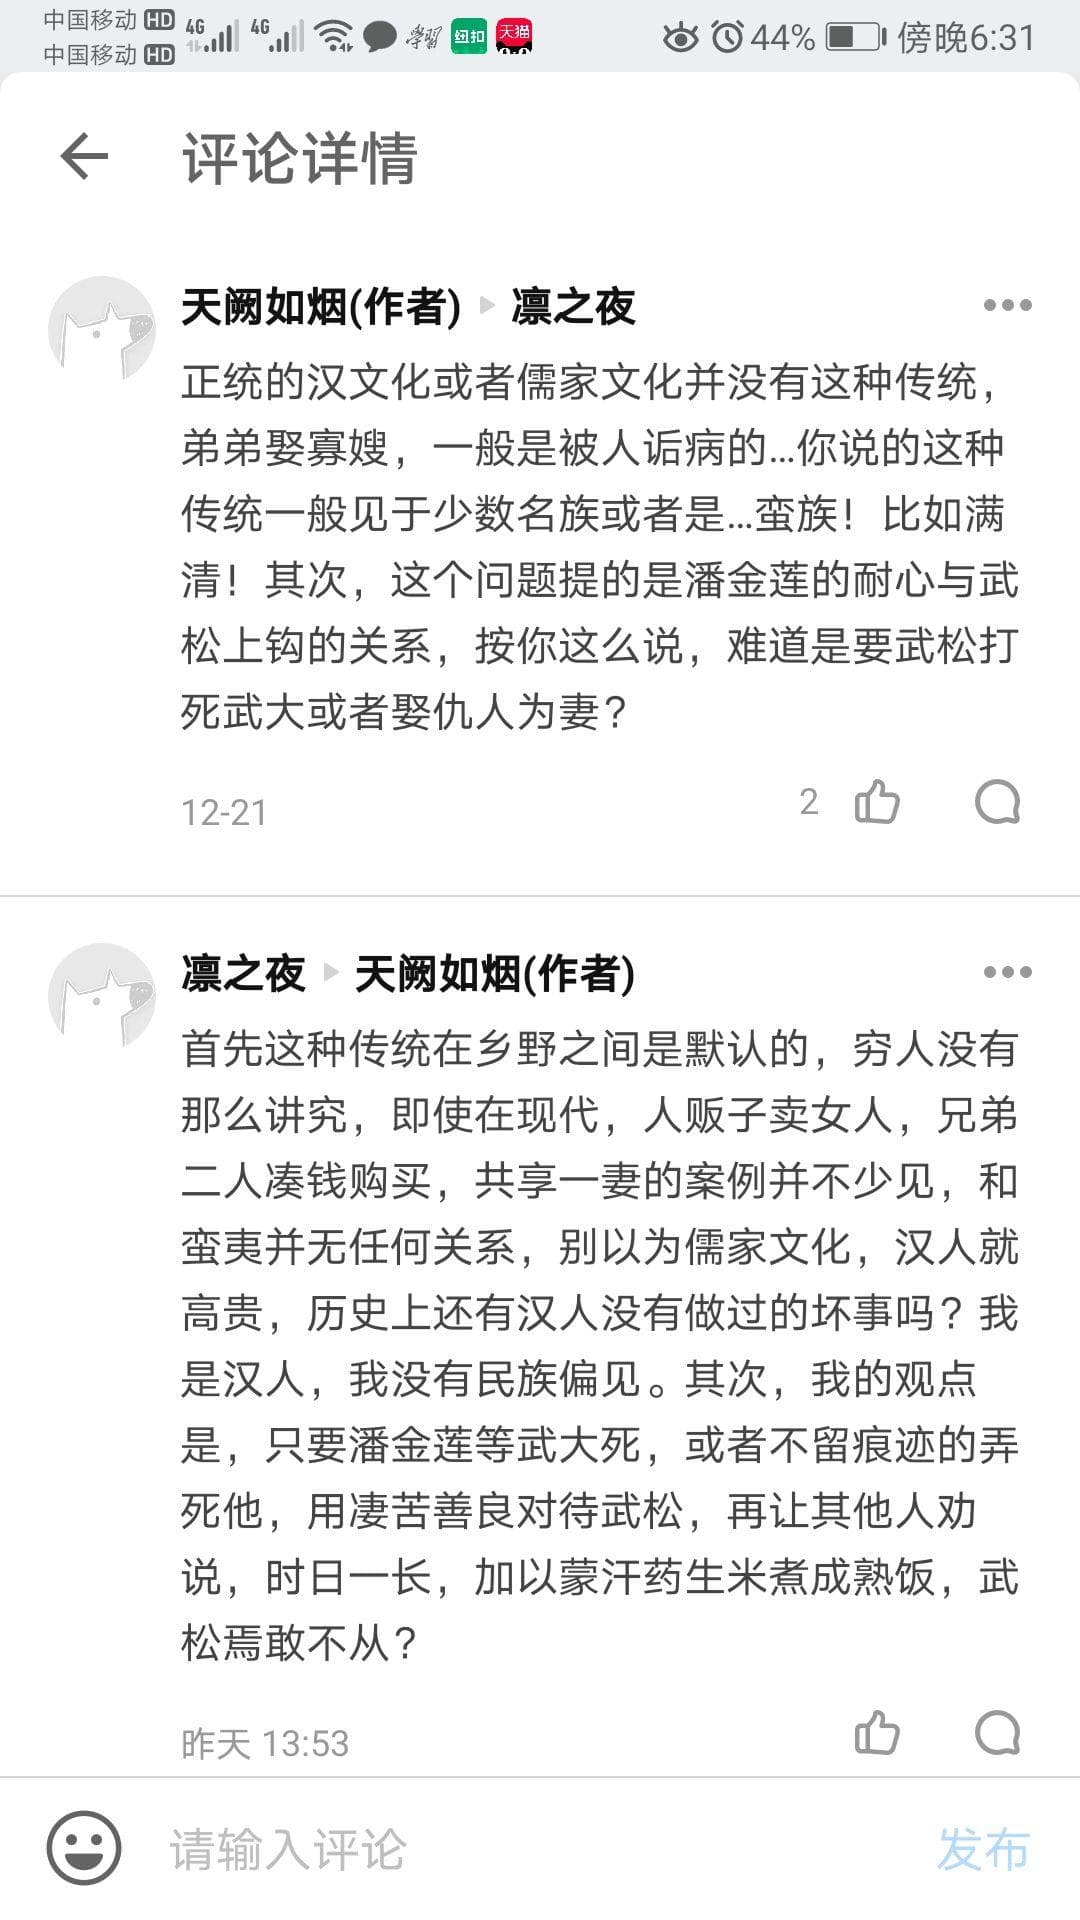 中国移动 HD 4G 4G 学习 纽扣 天猫 44% 傍晚6:31
中国移动 HD
评论详情
天阙如烟(作者) 凛之夜
正统的汉文化或者儒家文化并没有这种传统,
弟弟娶寡嫂，一般是被人诟病的...你说的这种
传统一般见于少数名族或者是...蛮族！比如满
清！其次，这个问题提的是潘金莲的耐心与武
松上钩的关系，按你这么说，难道是要武松打
死武大或者娶仇人为妻？
12-21 2
凛之夜 天阙如烟(作者)
首先这种传统在乡野之间是默认的，穷人没有
那么讲究，即使在现代，人贩子卖女人，兄弟
二人凑钱购买，共享一妻的案例并不少见，和
蛮夷并无任何关系，别以为儒家文化，汉人就
高贵，历史上还有汉人没有做过的坏事吗？我
是汉人，我没有民族偏见。其次，我的观点
是，只要潘金莲等武大死，或者不留痕迹的弄
死他，用凄苦善良对待武松，再让其他人劝
说，时日一长，加以蒙汗药生米煮成熟饭，武
松焉敢不从？
昨天 13:53
请输入评论 发布